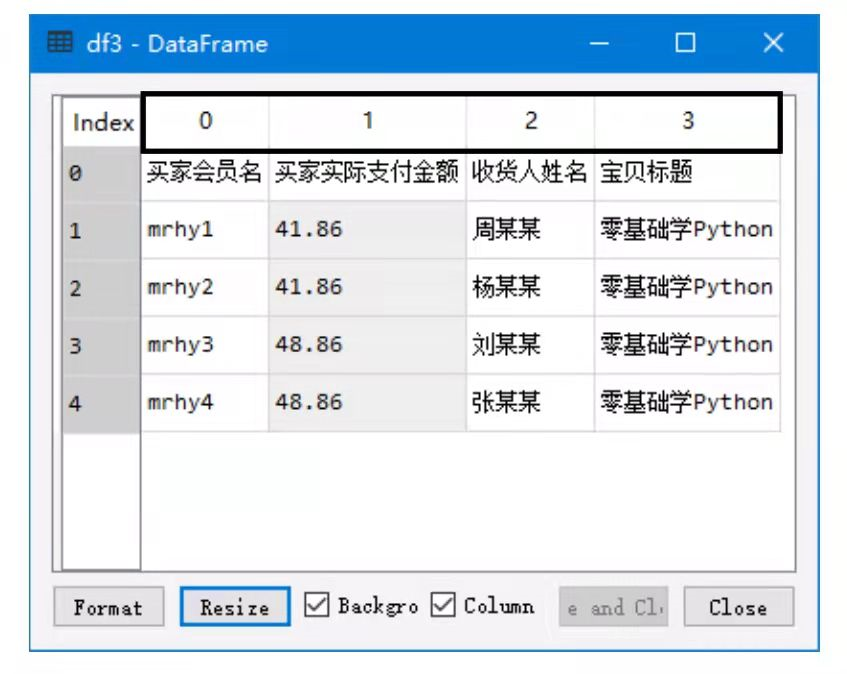 df3 - DataFrame
Index 0 1 2 3
0 买家会员名 买家实际支付金额 收货人姓名 宝贝标题
1 mrhy1 41.86 周某某 零基础学Python
2 mrhy2 41.86 杨某某 零基础学Python
3 mrhy3 48.86 刘某某 零基础学Python
4 mrhy4 48.86 张某某 零基础学Python
Format Resize Backgro Column e and Cl Close